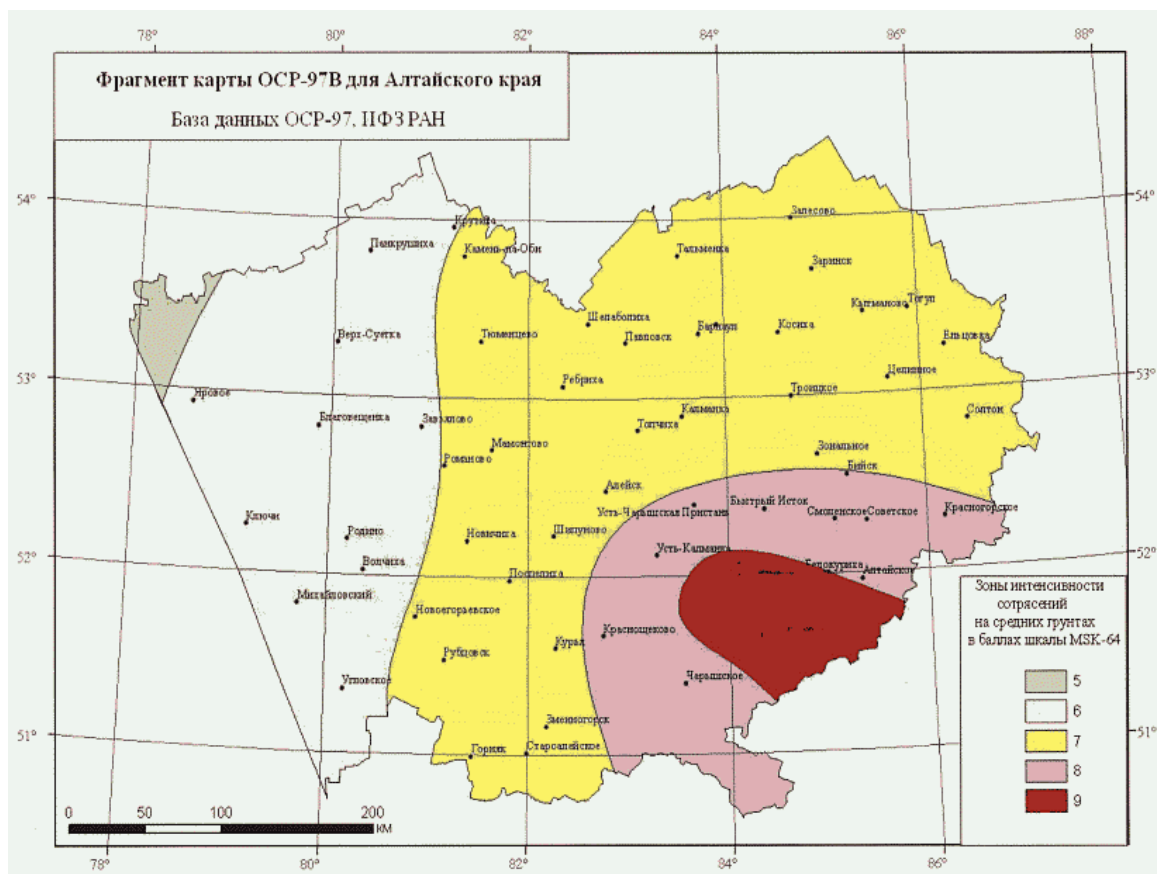 78°
80°
82°
84°
86°
88°
Фрагмент карты ОСР-97В для Алтайского края
База данных ОСР-97, ИФЗ РАН
54°
54°
Залесово
Крутиха
Панкрушиха
Камень-на-Оби
Тальменка
Заринск
Кытманово
Тогул
Шелаболиха
Верх-Суетка
Тюменцево
Павловск
Барнаул
Косиха
Ельцовка
53°
53°
Целинное
Ребриха
Троицкое
Яровое
Солтон
Калманка
Благовещенка
Завьялово
Топчиха
Мамонтово
Зональное
Романово
Бийск
Алейск
Быстрый Исток
Усть-Чарышская Пристань
Смоленское
Советское
Красногорское
Ключи
Родино
Новичиха
Шипуново
Усть-Калманка
52°
52°
Волчиха
Поспелиха
Белокуриха
Алтайское
Михайловский
Новоегорьевское
Краснощеково
Курья
Рубцовск
Чарышское
Угловское
Зоны интенсивности
сотрясений
на средних грунтах
в баллах шкалы MSK-64
5
6
7
8
9
51°
51°
Змеиногорск
Горняк
Староалейское
0
50
100
200
км
78°
80°
82°
84°
86°